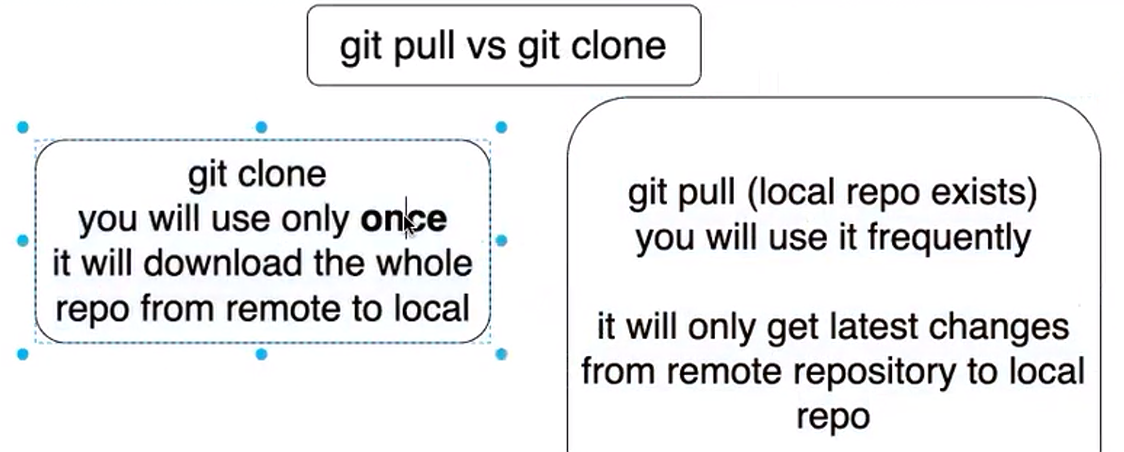 git pull vs git clone
git clone
you will use only once
it will download the whole
repo from remote to local
git pull (local repo exists)
you will use it frequently
it will only get latest changes
from remote repository to local
repo